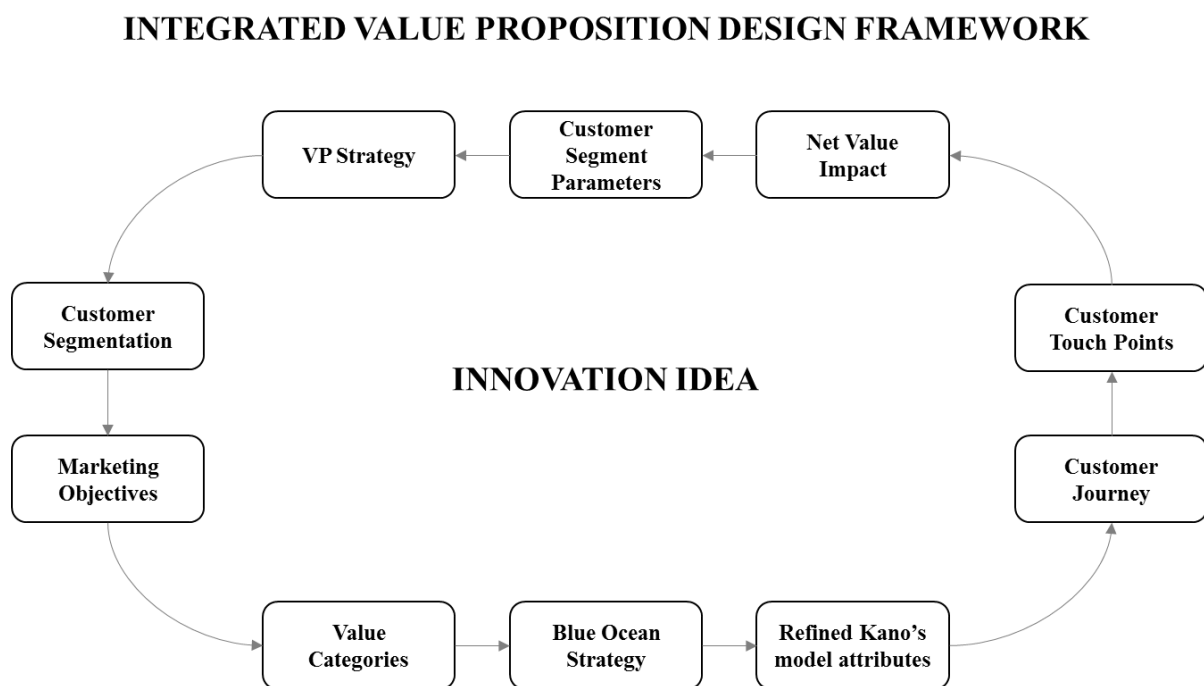 INTEGRATED VALUE PROPOSITION DESIGN FRAMEWORK
VP Strategy
Customer
Segment
Parameters
Net Value
Impact
Customer
Segmentation
Customer
Touch Points
INNOVATION IDEA
Marketing
Objectives
Customer
Journey
Value
Categories
Blue Ocean
Strategy
Refined Kano’s
model attributes